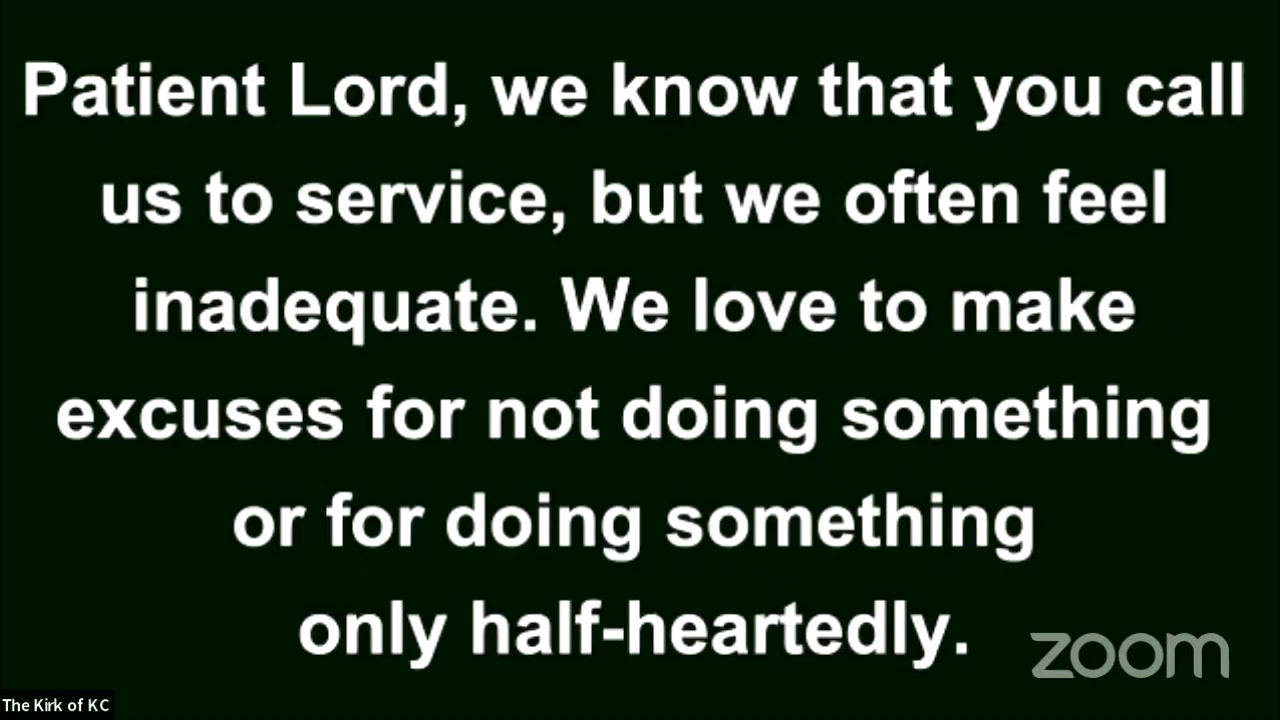 Patient Lord, we know that you call
us to service, but we often feel
inadequate. We love to make
excuses for not doing something
or for doing something
only half-heartedly.
zoom
The Kirk of KC